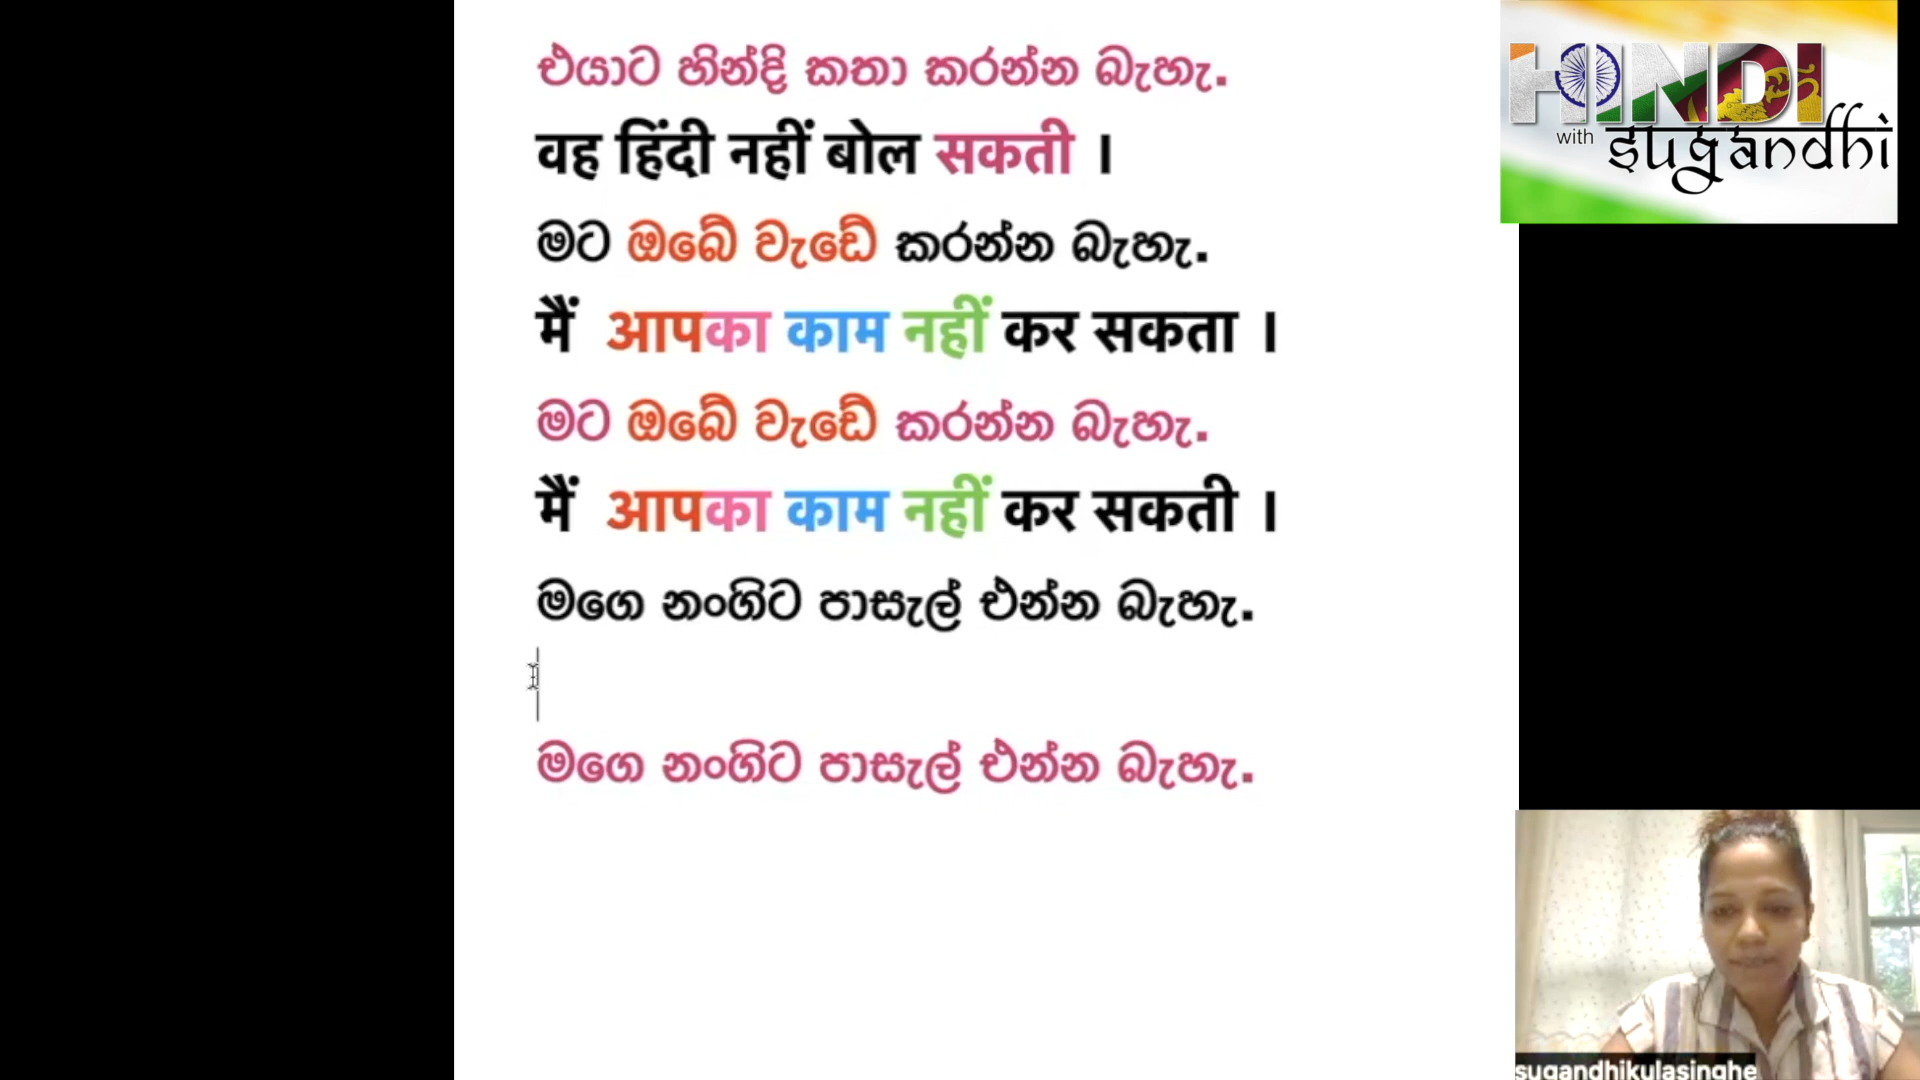 එයාට හින්දි කතා කරන්න බැහැ.
वह हिंदी नहीं बोल सकती ।
මට ඔබේ වැඩේ කරන්න බැහැ.
मैं आपका काम नहीं कर सकता ।
මට ඔබේ වැඩේ කරන්න බැහැ.
मैं आपका काम नहीं कर सकती ।
මගෙ නංගිට පාසැල් එන්න බැහැ.
මගෙ නංගිට පාසැල් එන්න බැහැ.
HINDI
with sugandhi
sugandhikulasinghe